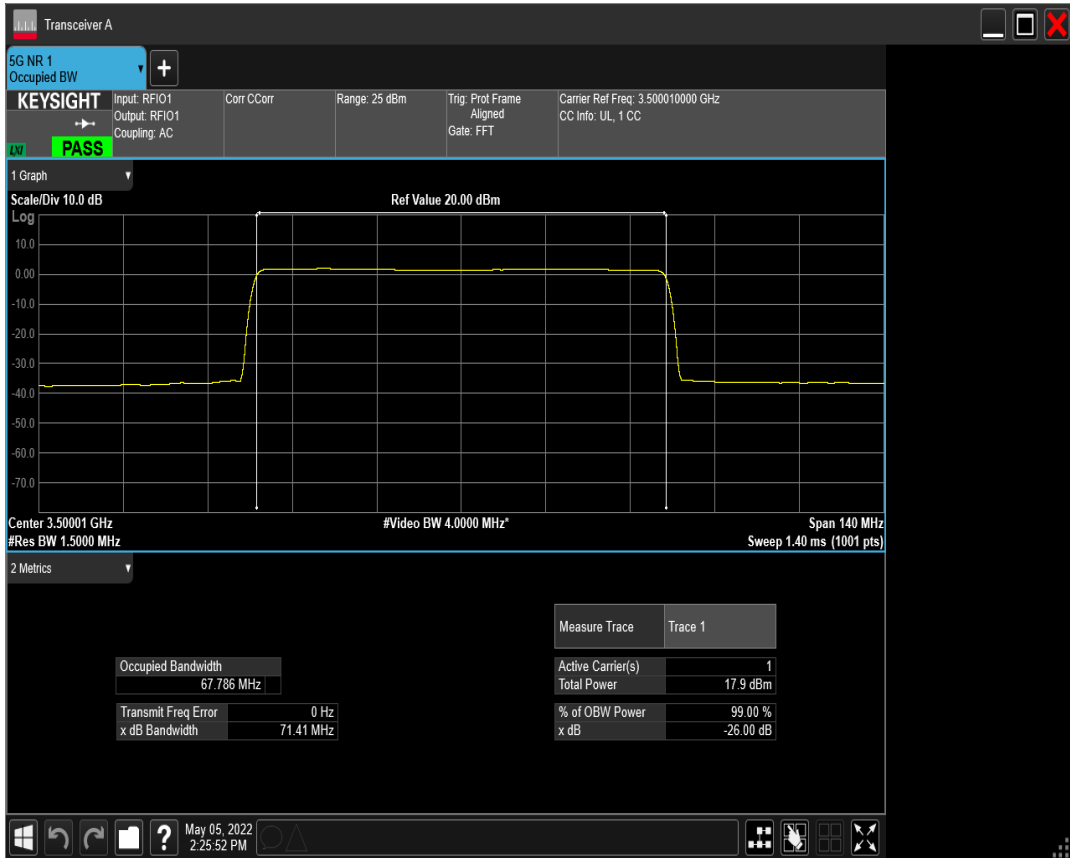 Transceiver A
5G NR 1
Occupied BW
+
KEYSIGHT
LXI
PASS
Input: RFIO1
Output: RFIO1
Coupling: AC
Corr CCorr
Range: 25 dBm
Trig: Prot Frame
Aligned
Gate: FFT
Carrier Ref Freq: 3.500010000 GHz
CC Info: UL, 1 CC
1 Graph
Scale/Div 10.0 dB
Ref Value 20.00 dBm
Log
10.0
0.00
-10.0
-20.0
-30.0
-40.0
-50.0
-60.0
-70.0
Center 3.50001 GHz
#Video BW 4.0000 MHz*
Span 140 MHz
#Res BW 1.5000 MHz
Sweep 1.40 ms (1001 pts)
2 Metrics
Measure Trace Trace 1
Occupied Bandwidth
67.786 MHz
Active Carrier(s) 1
Total Power 17.9 dBm
Transmit Freq Error 0 Hz
x dB Bandwidth 71.41 MHz
% of OBW Power 99.00 %
x dB -26.00 dB
?
May 05, 2022
2:25:52 PM